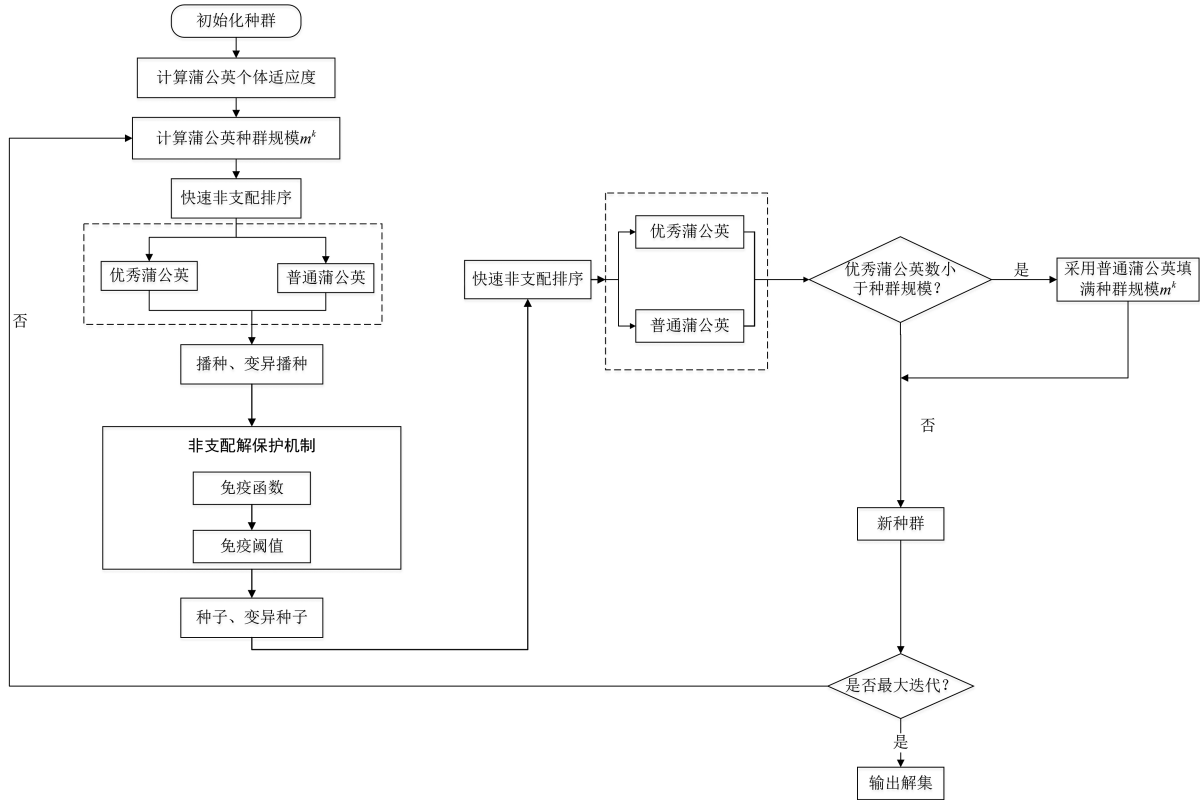 初始化种群
计算蒲公英个体适应度
计算蒲公英种群规模mᵏ
快速非支配排序
优秀蒲公英
普通蒲公英
播种、变异播种
非支配解保护机制
免疫函数
免疫阈值
种子、变异种子
快速非支配排序
优秀蒲公英
普通蒲公英
优秀蒲公英数小
于种群规模？
是
采用普通蒲公英填
满种群规模mᵏ
否
新种群
是否最大迭代？
否
是
输出解集